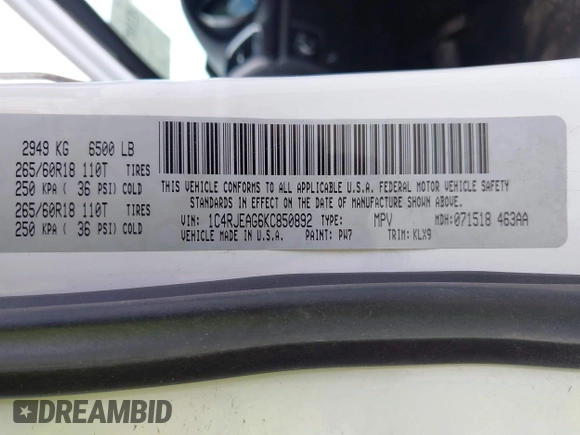 2949 KG 6500 LB
265/60R18 110T TIRES
250 KPA ( 36 PSI) COLD
265/60R18 110T TIRES
250 KPA ( 36 PSI) COLD
THIS VEHICLE CONFORMS TO ALL APPLICABLE U.S.A. FEDERAL MOTOR VEHICLE SAFETY
STANDARDS IN EFFECT ON THE DATE OF MANUFACTURE SHOWN ABOVE.
VIN: 1C4RJEAG6KC850892 TYPE: MPV MDH:071518 463AA
VEHICLE MADE IN U.S.A. PAINT: PW7 TRIM:KLX9
DREAMBID